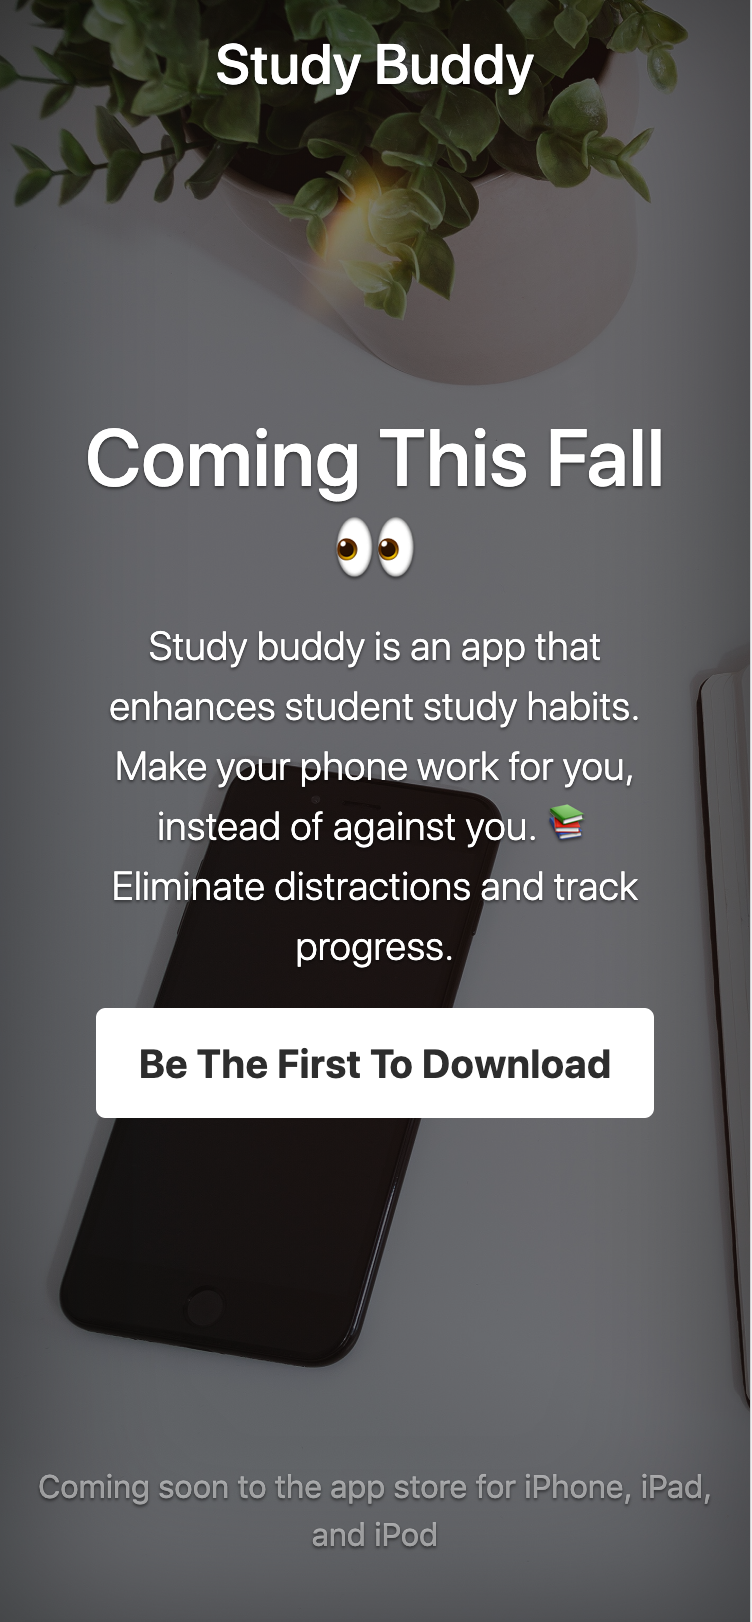 Study Buddy
Coming This Fall
👀
Study buddy is an app that
enhances student study habits.
Make your phone work for you,
instead of against you. 📚
Eliminate distractions and track
progress.
Be The First To Download
Coming soon to the app store for iPhone, iPad,
and iPod